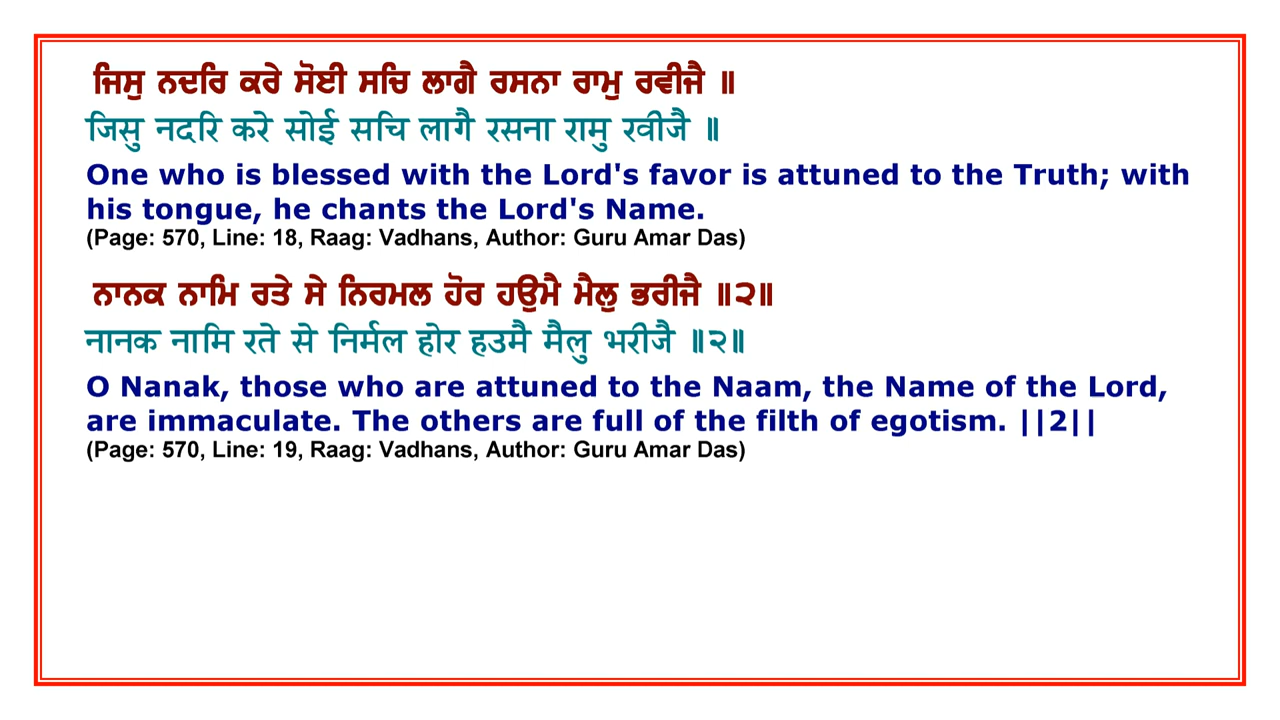 ਜਿਸੁ ਨਦਰਿ ਕਰੇ ਸੋਈ ਸਚਿ ਲਾਗੈ ਰਸਨਾ ਰਾਮੁ ਰਵੀਜੈ ॥
जिसु नदरि करे सोई सचि लागै रसना रामु रवीजै ॥
One who is blessed with the Lord's favor is attuned to the Truth; with
his tongue, he chants the Lord's Name.
(Page: 570, Line: 18, Raag: Vadhans, Author: Guru Amar Das)
ਨਾਨਕ ਨਾਮਿ ਰਤੇ ਸੇ ਨਿਰਮਲ ਹੋਰ ਹਉਮੈ ਮੈਲੁ ਭਰੀਜੈ ॥੨॥
नानक नामि रते से निर्मल होर हउमै मैलु भरीजै ॥२॥
O Nanak, those who are attuned to the Naam, the Name of the Lord,
are immaculate. The others are full of the filth of egotism. ||2||
(Page: 570, Line: 19, Raag: Vadhans, Author: Guru Amar Das)